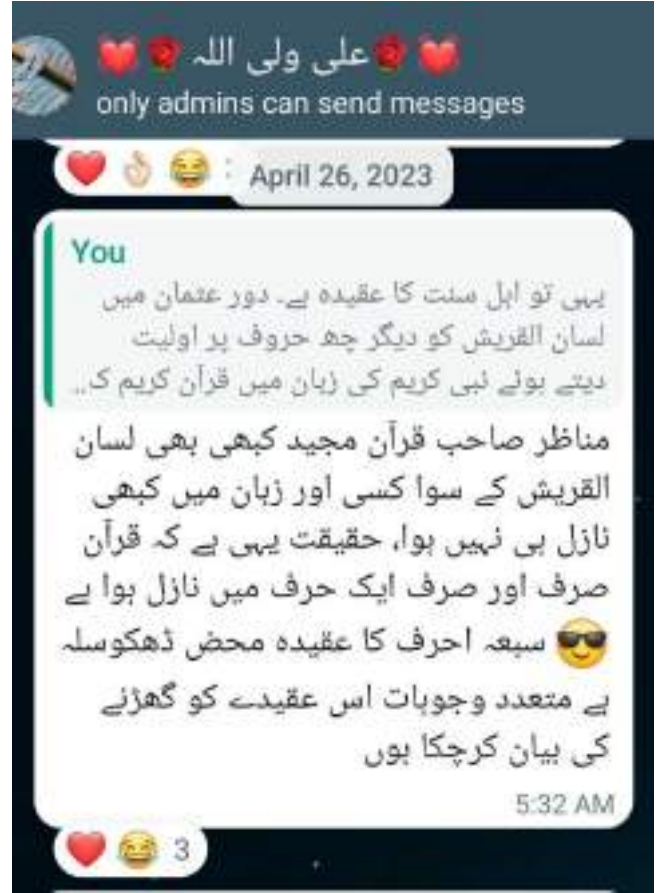 💓🌹علی ولی اللہ 🌹💓
only admins can send messages
❤️ 👌🏻 😂 :
April 26, 2023
You
یہی تو اہل سنت کا عقیدہ ہے۔ دور عثمان میں
لسان القریش کو دیگر چھ حروف پر اولیت
دیتے ہوئے نبی کریم کی زبان میں قرآن کریم ک...
مناظر صاحب قرآن مجید کبھی بھی لسان
القریش کے سوا کسی اور زبان میں کبھی
نازل ہی نہیں ہوا، حقیقت یہی ہے کہ قرآن
صرف اور صرف ایک حرف میں نازل ہوا ہے
😎 سبعہ احرف کا عقیدہ محض ڈھکوسلہ
ہے متعدد وجوہات اس عقیدے کو گھڑنے
کی بیان کرچکا ہوں
5:32 AM
❤️ 😂 3